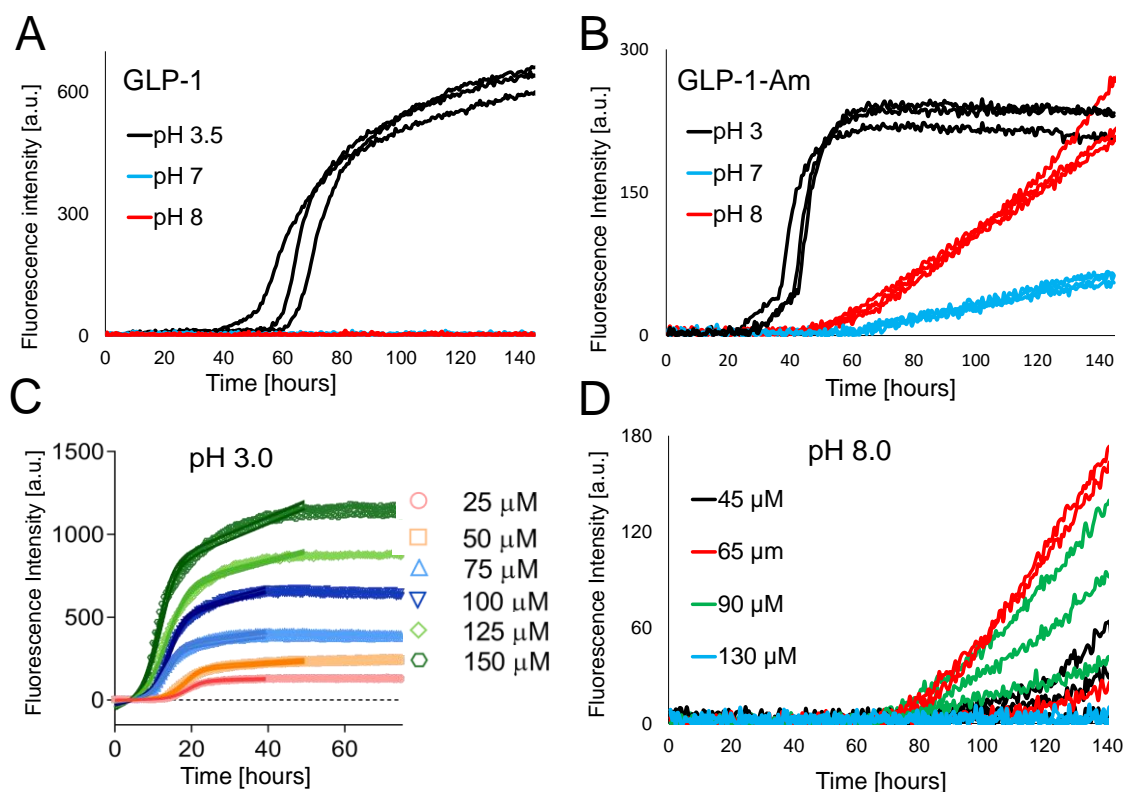 A
GLP-1
pH 3.5
pH 7
pH 8
Fluorescence intensity [a.u.]
600
300
0
0 20 40 60 80 100 120 140
Time [hours]
B
GLP-1-Am
pH 3
pH 7
pH 8
Fluorescence Intensity [a.u.]
300
150
0
0 20 40 60 80 100 120 140
Time [hours]
C
pH 3.0
Fluorescence Intensity [a.u.]
1500
1000
500
0
0 20 40 60
Time [hours]
25 μM
50 μM
75 μM
100 μM
125 μM
150 μM
D
pH 8.0
45 μM
65 μm
90 μM
130 μM
Fluorescence Intensity [a.u.]
180
120
60
0
0 20 40 60 80 100 120 140
Time [hours]